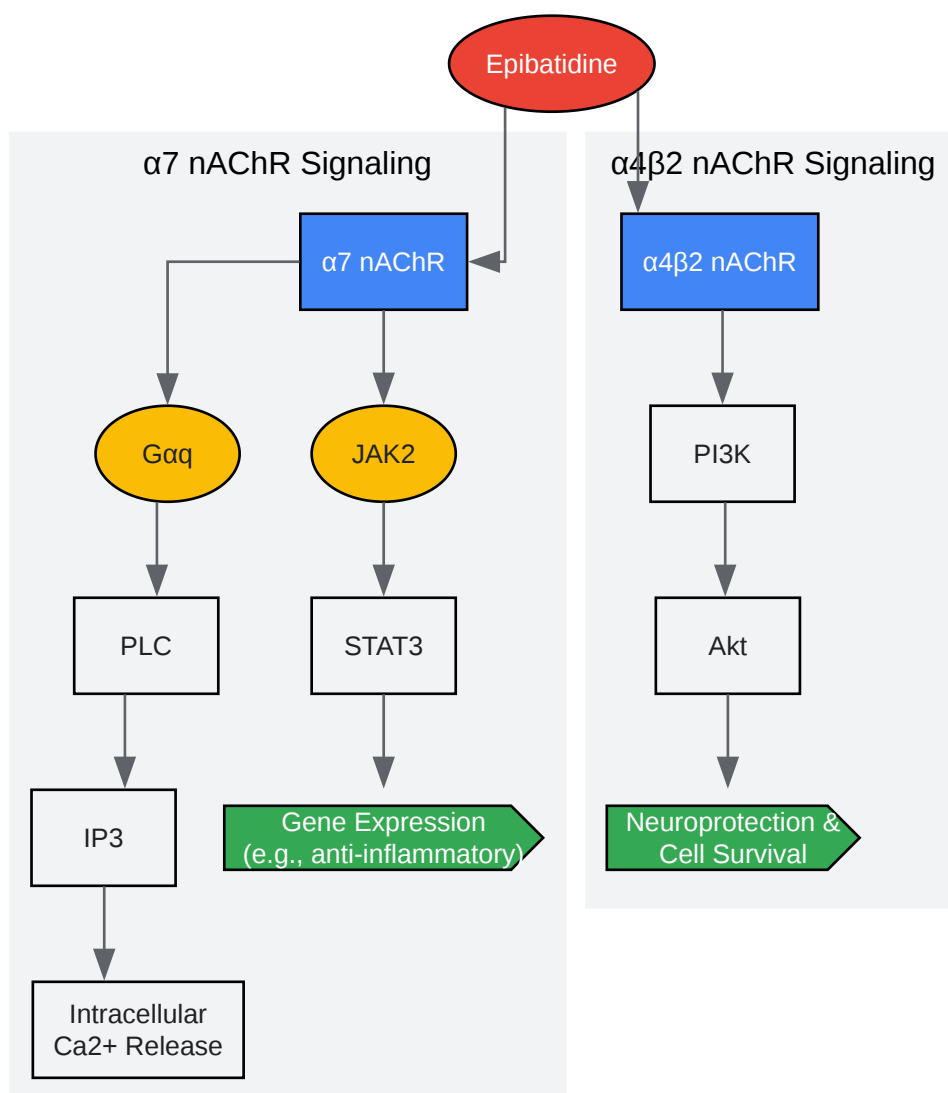 Epibatidine
α7 nAChR Signaling
α4β2 nAChR Signaling
α7 nAChR
α4β2 nAChR
Gαq
JAK2
PI3K
PLC
STAT3
Akt
IP3
Gene Expression
(e.g., anti-inflammatory)
Neuroprotection &
Cell Survival
Intracellular
Ca2+ Release